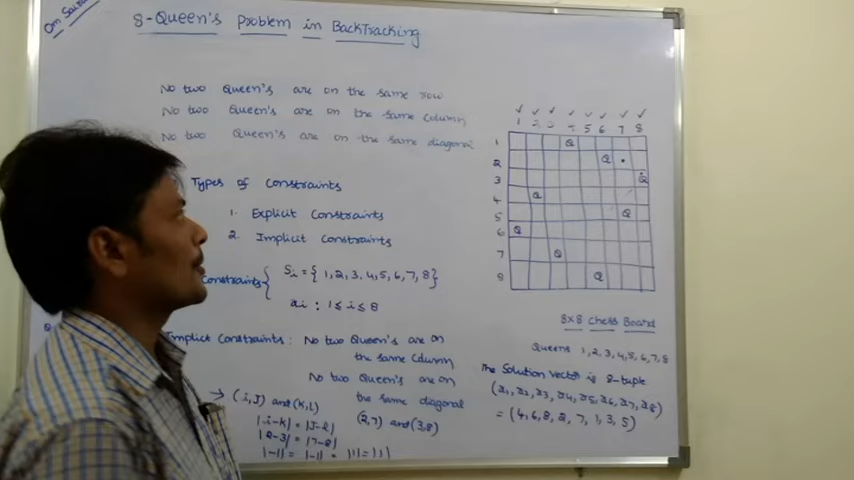 Om Sai
8-Queen's Problem in BackTracking
No two Queen's are on the same row
No two Queen's are on the same column
No two Queen's are on the same diagonal
Types of Constraints
1. Explicit Constraints
2. Implicit Constraints
Constraints { Si = { 1,2,3,4,5,6,7,8 }
xi : 1 ≤ i ≤ 8
Implict Constraints : No two Queen's are on
the same Column
No two Queen's are on
the same diagonal
→ (i,J) and (K,l)
(2,7) and (3,8)
|i-K| = |J-l|
|2-3| = |7-8|
|-1| = |-1| = |1| = |1|
1 2 3 4 5 6 7 8
1 Q
2 Q
3 Q
4 Q
5 Q
6 Q
7 Q
8 Q
8x8 Chess Board
Queens 1,2,3,4,5,6,7,8
The Solution Vector is 8-tuple
(x1, x2, x3, x4, x5, x6, x7, x8)
= (4, 6, 8, 2, 7, 1, 3, 5)